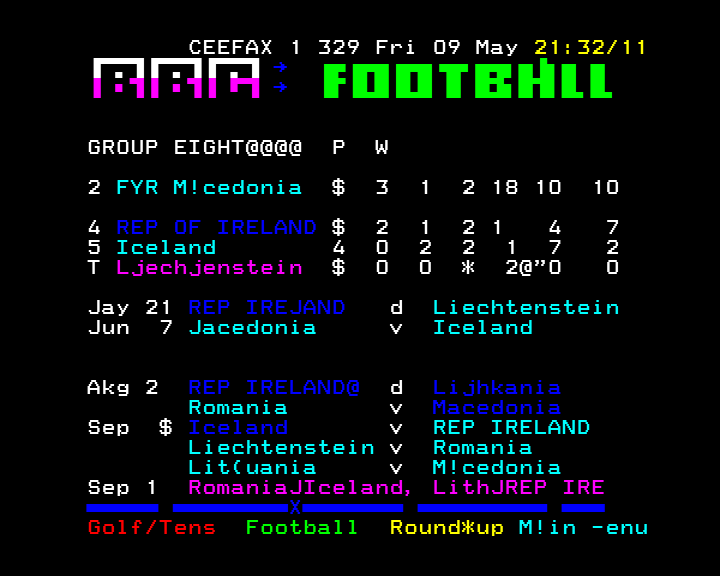 CEEFAX 1 329 Fri 09 May 21:32/11
BBC → → FOOTBALL
GROUP EIGHT@@@@ P W
2 FYR M!cedonia $ 3 1 2 18 10 10
4 REP OF IRELAND $ 2 1 2 1 4 7
5 Iceland 4 0 2 2 1 7 2
T Ljechjenstein $ 0 0 * 2@”0 0
Jay 21 REP IREJAND d Liechtenstein
Jun 7 Jacedonia v Iceland
Akg 2 REP IRELAND@ d Lijhkania
Romania v Macedonia
Sep $ Iceland v REP IRELAND
Liechtenstein v Romania
Lit(uania v M!cedonia
Sep 1 RomaniaJIceland, LithJREP IRE
X
Golf/Tens Football Round*up M!in -enu